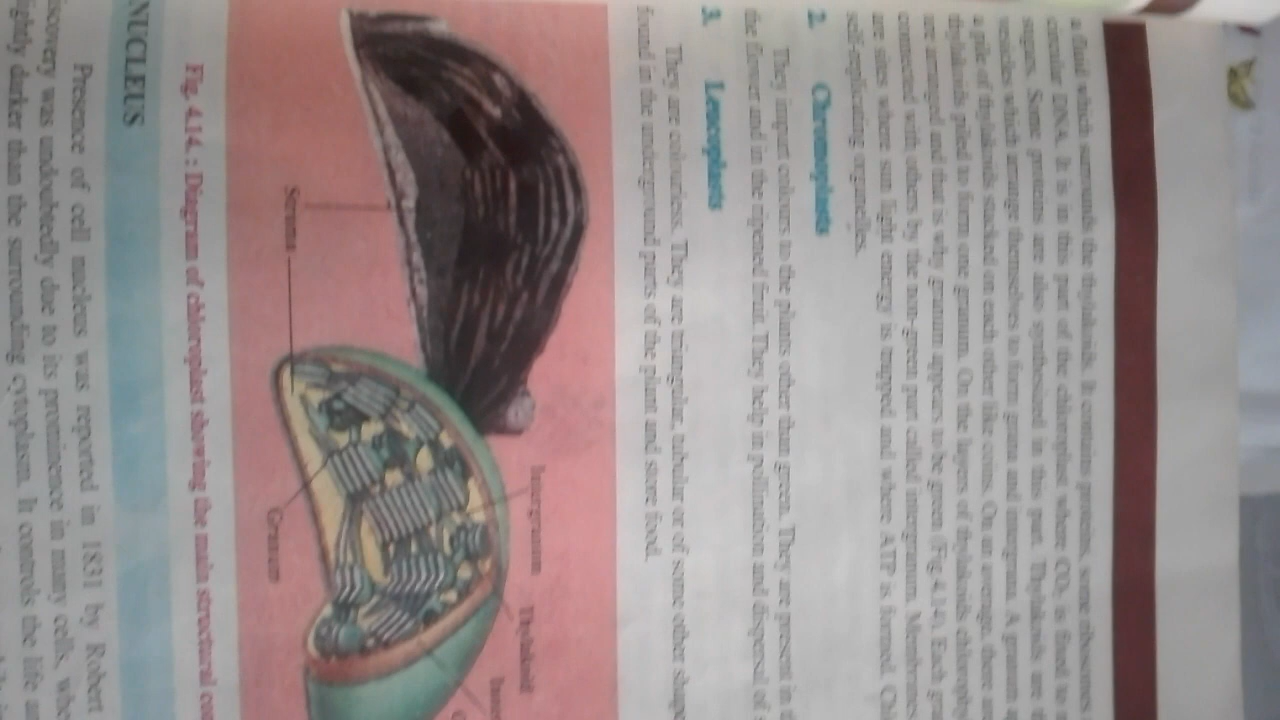 a fluid which surrounds the thylakoids. It contains proteins, some ribosomes
circular DNA. It is in this part of the chloroplast where CO₂ is fixed to
sugars. Some proteins are also synthesized in this part. Thylakoids are
vesicles which arrange themselves to form grana and intergrana. A granum
a pile of thylakoids stacked on each other like coins. On an average, there are
thylakoids piled to form one granum. On the layers of thylakoids chlorophyll
are arranged and that is why granum appears to be green (Fig 4.14). Each
connected with others by the non-green part called intergranum. Membranes
are sites where sun light energy is trapped and where ATP is formed.
self-replicating organelles.
2. Chromoplasts
They impart colours to the plants other than green. They are present in
the flower and in the ripened fruit. They help in pollination and dispersal of
3. Leucoplasts
They are colourless. They are triangular, tubular or of some other shape
found in the underground parts of the plant and store food.
Intergranum
Thylakoid
Stroma
Granum
Fig. 4.14. : Diagram of chloroplast showing the main structural
NUCLEUS
Presence of cell nucleus was reported in 1831 by Robert
discovery was undoubtedly due to its prominence in many cells,
slightly darker than the surrounding cytoplasm. It controls the life